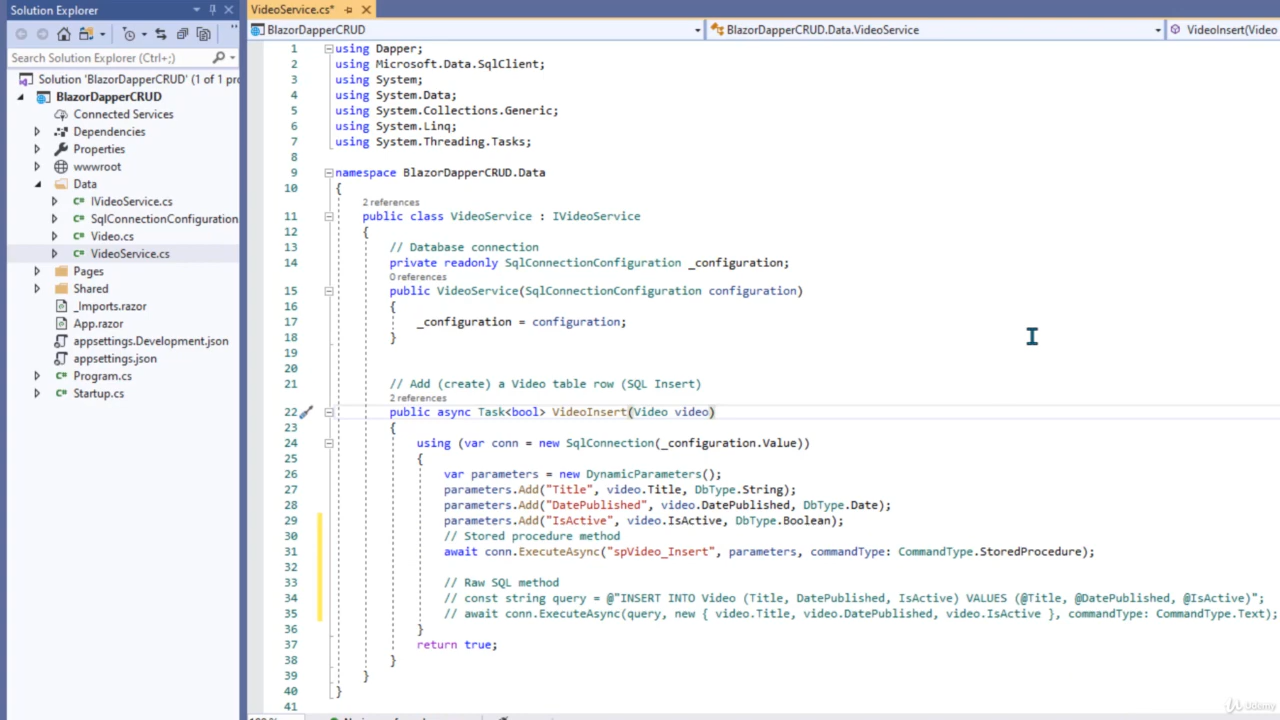 Solution Explorer
Search Solution Explorer (Ctrl+;)
Solution 'BlazorDapperCRUD' (1 of 1 pro
BlazorDapperCRUD
Connected Services
Dependencies
Properties
wwwroot
Data
C# IVideoService.cs
C# SqlConnectionConfiguration
C# Video.cs
C# VideoService.cs
Pages
Shared
_Imports.razor
App.razor
appsettings.Development.json
appsettings.json
C# Program.cs
C# Startup.cs
VideoService.cs*
BlazorDapperCRUD
BlazorDapperCRUD.Data.VideoService
VideoInsert(Video
1 using Dapper;
2 using Microsoft.Data.SqlClient;
3 using System;
4 using System.Data;
5 using System.Collections.Generic;
6 using System.Linq;
7 using System.Threading.Tasks;
8
9 namespace BlazorDapperCRUD.Data
10 {
2 references
11 public class VideoService : IVideoService
12 {
13 // Database connection
14 private readonly SqlConnectionConfiguration _configuration;
0 references
15 public VideoService(SqlConnectionConfiguration configuration)
16 {
17 _configuration = configuration;
18 }
19
20
21 // Add (create) a Video table row (SQL Insert)
2 references
22 public async Task<bool> VideoInsert(Video video)
23 {
24 using (var conn = new SqlConnection(_configuration.Value))
25 {
26 var parameters = new DynamicParameters();
27 parameters.Add("Title", video.Title, DbType.String);
28 parameters.Add("DatePublished", video.DatePublished, DbType.Date);
29 parameters.Add("IsActive", video.IsActive, DbType.Boolean);
30 // Stored procedure method
31 await conn.ExecuteAsync("spVideo_Insert", parameters, commandType: CommandType.StoredProcedure);
32
33 // Raw SQL method
34 // const string query = @"INSERT INTO Video (Title, DatePublished, IsActive) VALUES (@Title, @DatePublished, @IsActive)";
35 // await conn.ExecuteAsync(query, new { video.Title, video.DatePublished, video.IsActive }, commandType: CommandType.Text);
36 }
37 return true;
38 }
39 }
40 }
41
Udemy